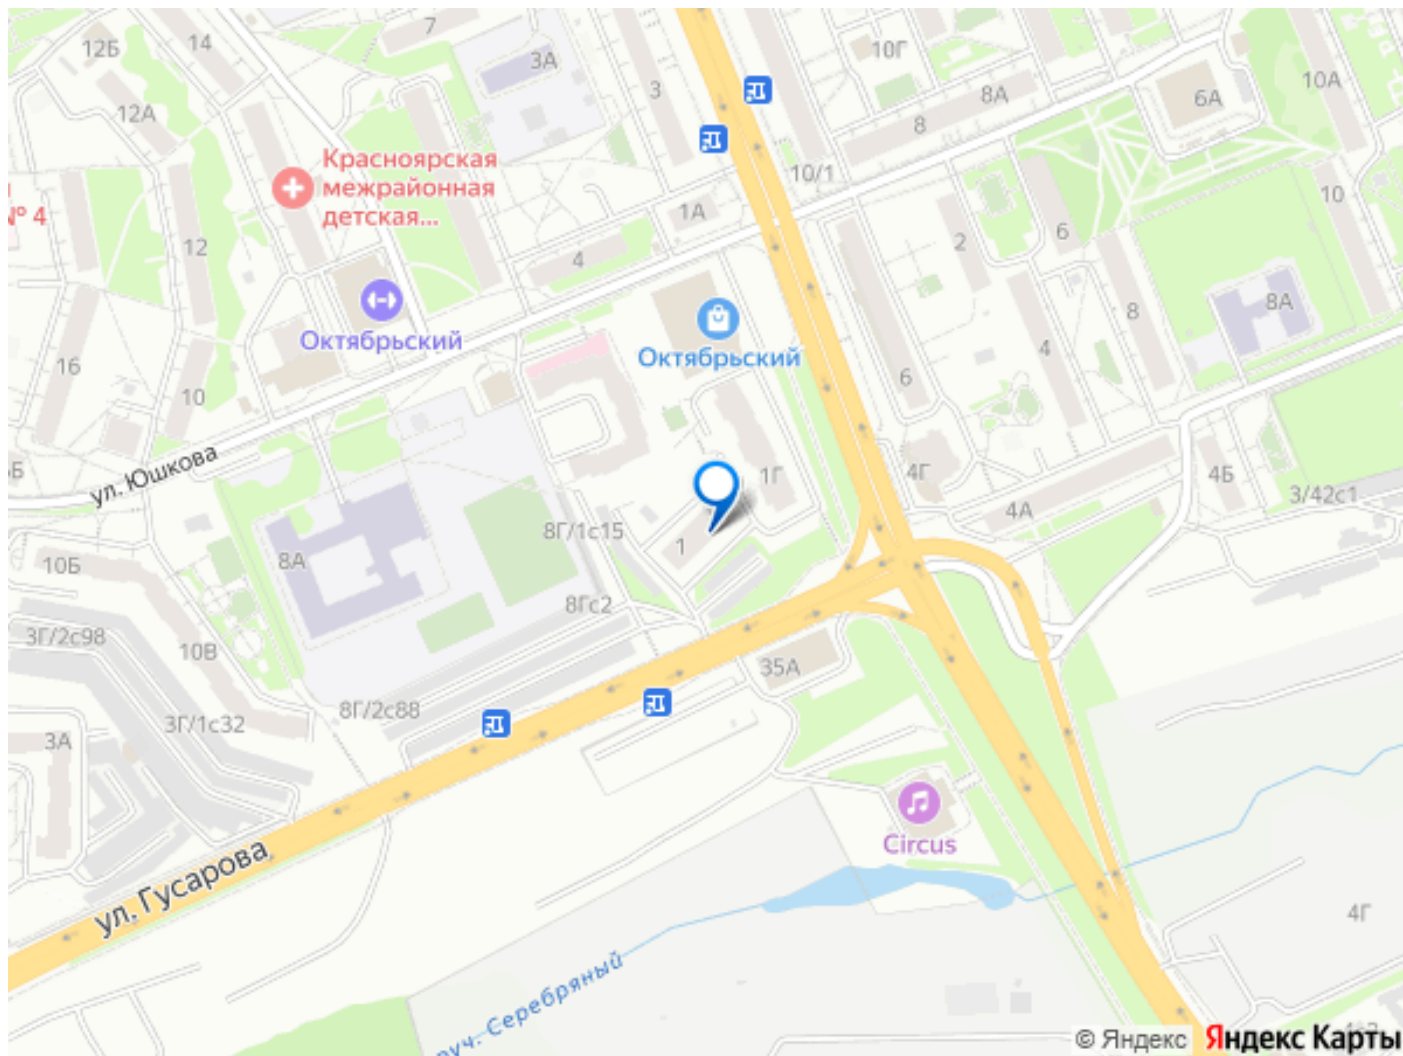 7
14
12Б
3А
10Г
10А
3
8А
6А
12А
8
Красноярская
межрайонная
детская...
10/1
10
№ 4
1А
2
6
12
4
8А
8
Октябрьский
Октябрьский
16
4
6
10
ул. Юшкова
4Г
1Г
4Б
3/42с1
4А
8Г/1с15
1
8А
10Б
8Гс2
3Г/2с98
10В
35А
8Г/2с88
3Г/1с32
3А
Circus
ул. Гусарова
4Г
руч. Серебряный
© Яндекс
Яндекс Карты